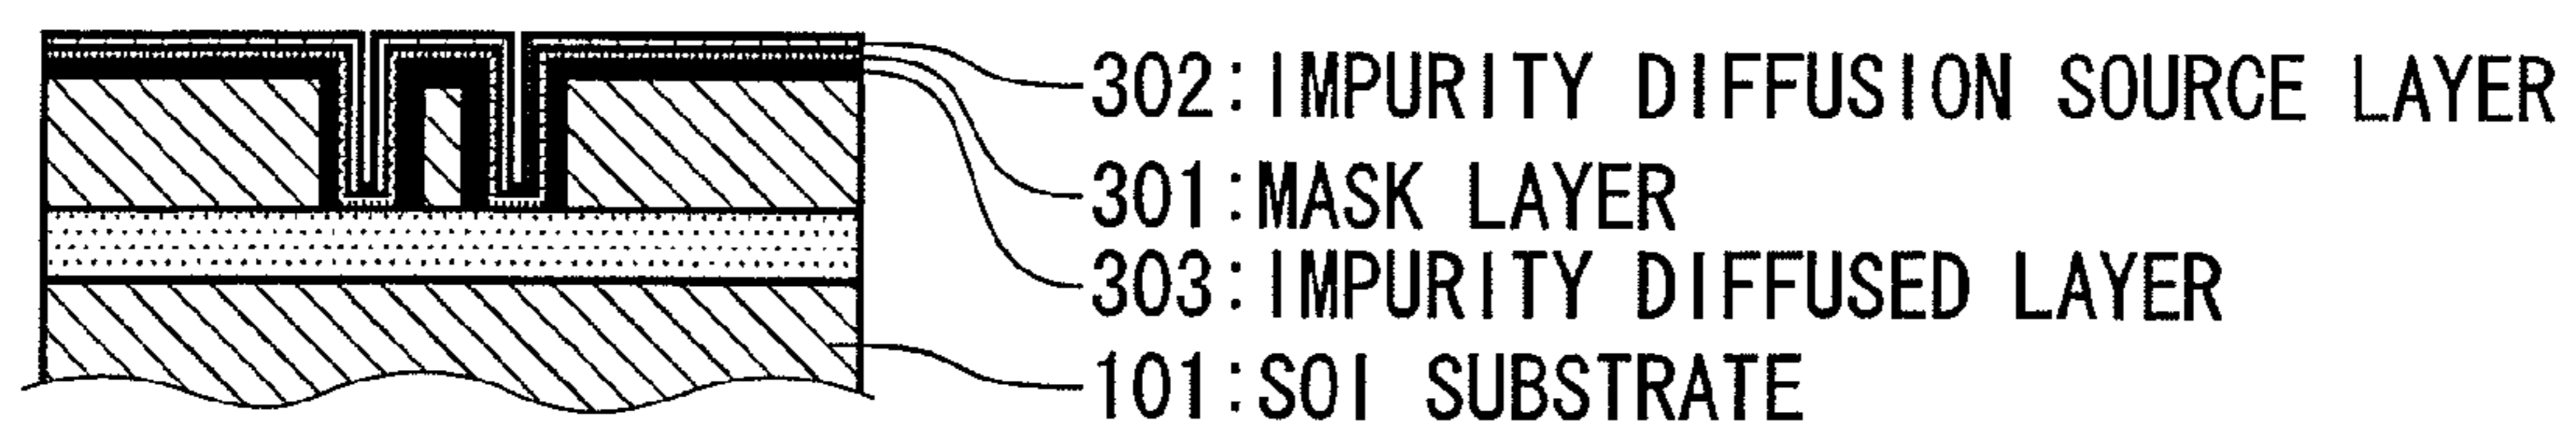 302:IMPURITY DIFFUSION SOURCE LAYER
301:MASK LAYER
303:IMPURITY DIFFUSED LAYER
101:SOI SUBSTRATE